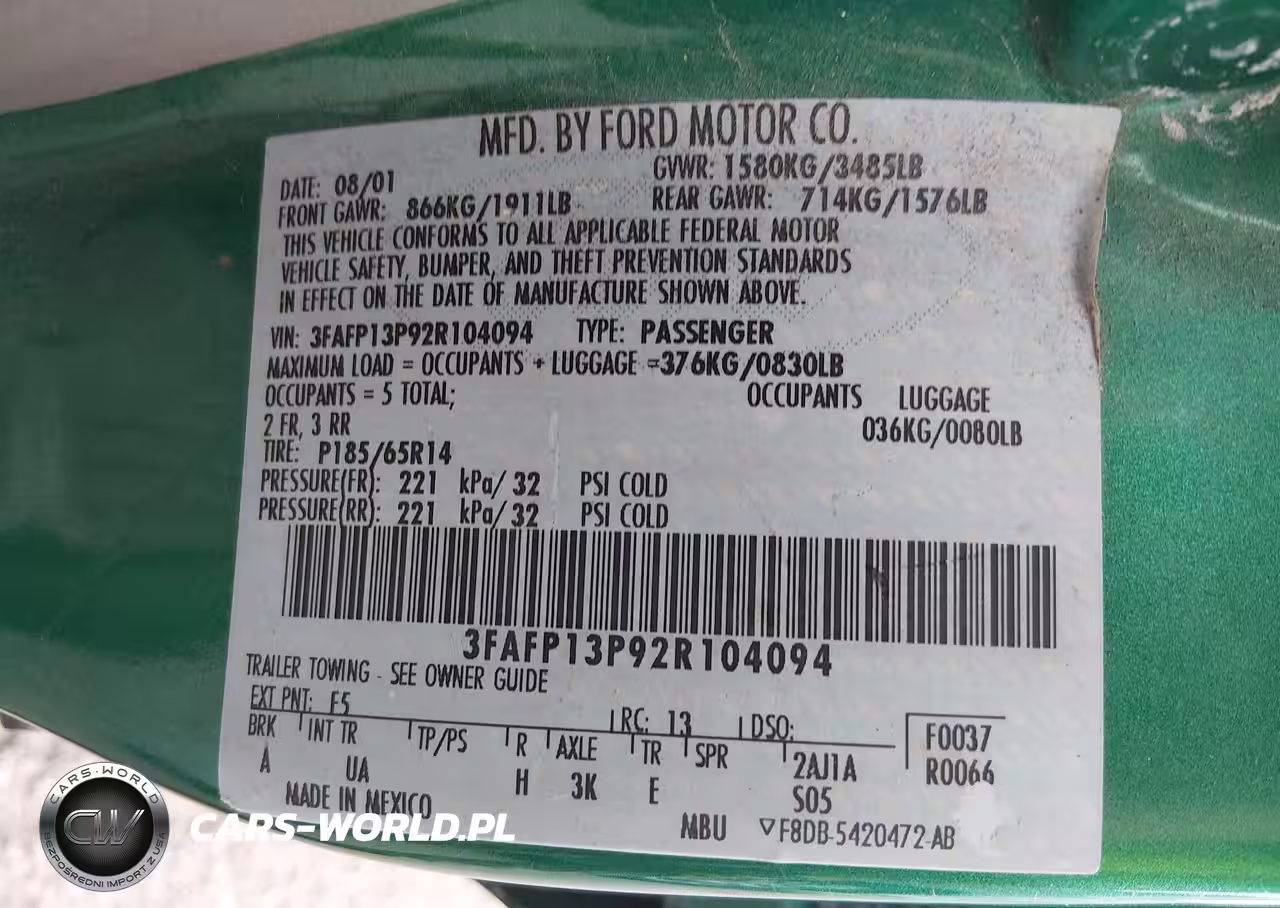 MFD. BY FORD MOTOR CO.
DATE: 08/01 GVWR: 1580KG/3485LB
FRONT GAWR: 866KG/1911LB REAR GAWR: 714KG/1576LB
THIS VEHICLE CONFORMS TO ALL APPLICABLE FEDERAL MOTOR
VEHICLE SAFETY, BUMPER, AND THEFT PREVENTION STANDARDS
IN EFFECT ON THE DATE OF MANUFACTURE SHOWN ABOVE.
VIN: 3FAFP13P92R104094 TYPE: PASSENGER
MAXIMUM LOAD = OCCUPANTS + LUGGAGE =376KG/0830LB
OCCUPANTS = 5 TOTAL; OCCUPANTS LUGGAGE
2 FR, 3 RR 036KG/0080LB
TIRE: P185/65R14
PRESSURE(FR): 221 kPa/ 32 PSI COLD
PRESSURE(RR): 221 kPa/ 32 PSI COLD
3FAFP13P92R104094
TRAILER TOWING - SEE OWNER GUIDE
EXT PNT: F5 RC: 13 DSO: F0037
BRK INT TR TP/PS R AXLE TR SPR R0066
A UA H 3K E 2AJ1A
S05
MADE IN MEXICO MBU F8DB-5420472-AB
CARS-WORLD
CW
BEZPOŚREDNI IMPORT Z USA
CARS-WORLD.PL